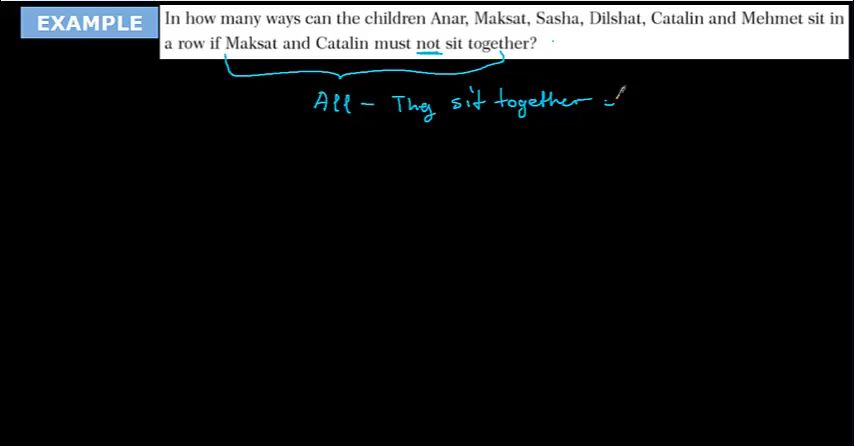 EXAMPLE
In how many ways can the children Anar, Maksat, Sasha, Dilshat, Catalin and Mehmet sit in
a row if Maksat and Catalin must not sit together?
All - They sit together =